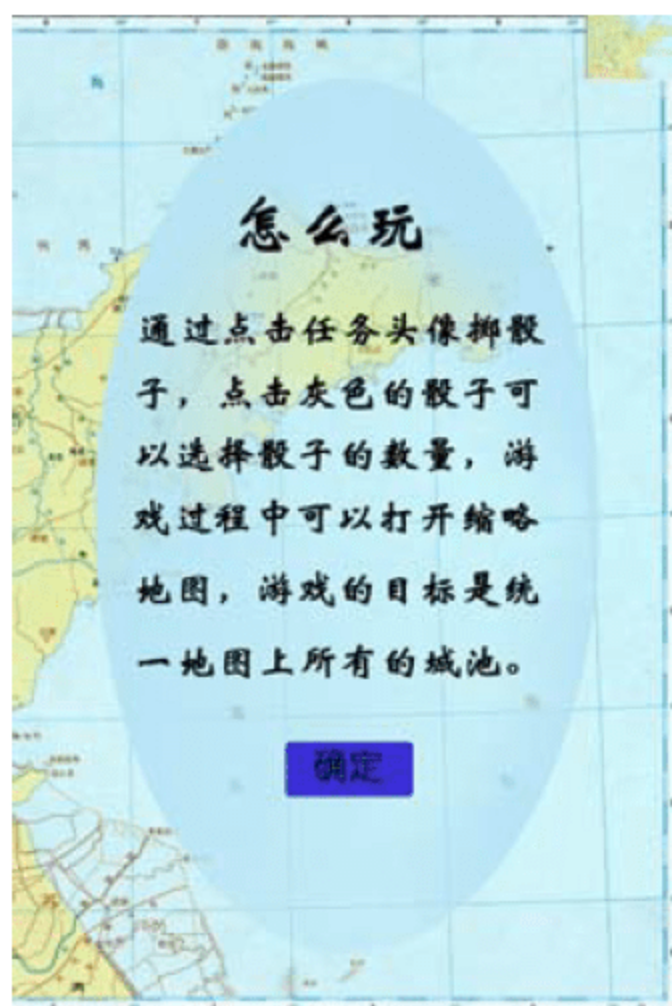 怎么玩
通过点击任务头像掷骰
子，点击灰色的骰子可
以选择骰子的数量，游
戏过程中可以打开缩略
地图，游戏的目标是统
一地图上所有的城池。
确定